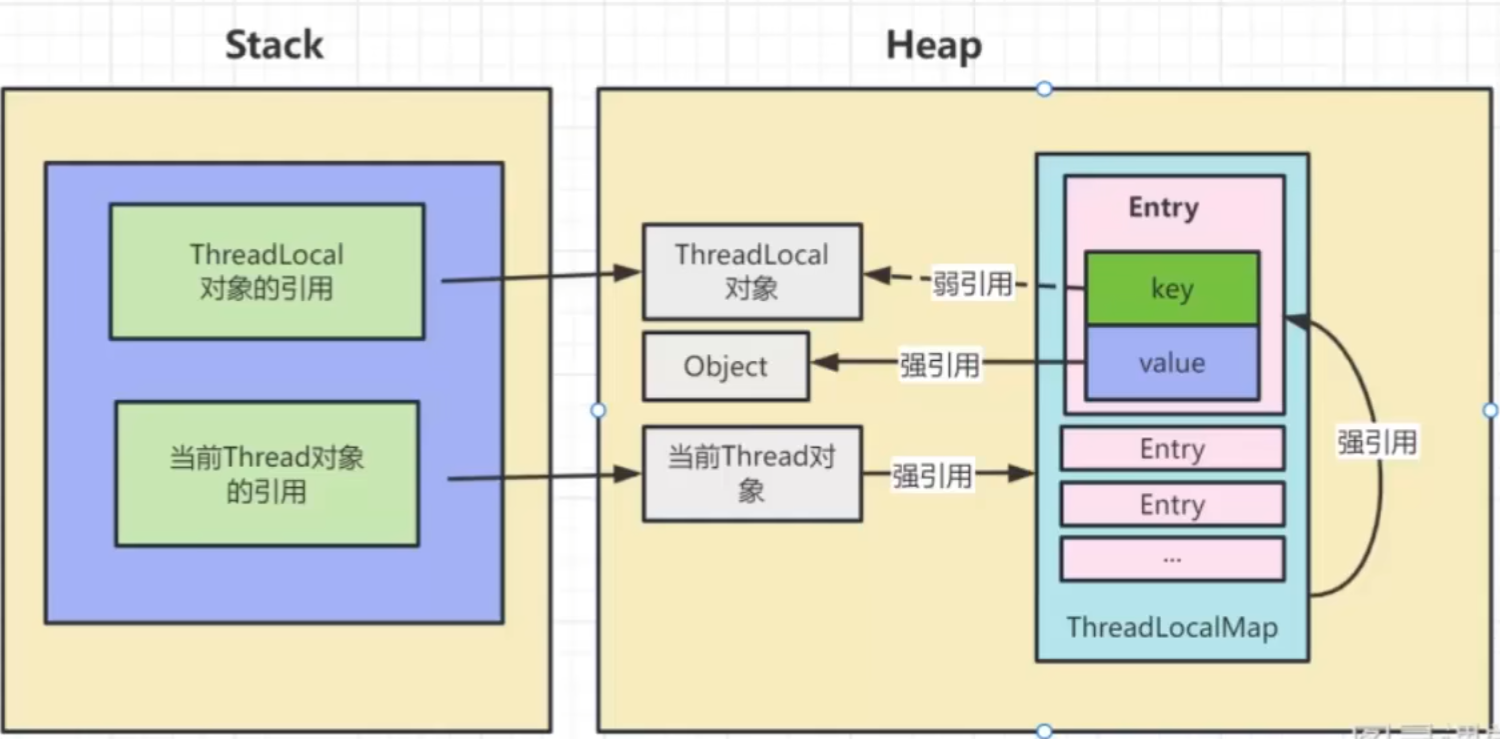 Stack
Heap
ThreadLocal
对象的引用
当前Thread对象
的引用
ThreadLocal
对象
Object
当前Thread对
象
弱引用
强引用
强引用
Entry
key
value
Entry
Entry
...
ThreadLocalMap
强引用